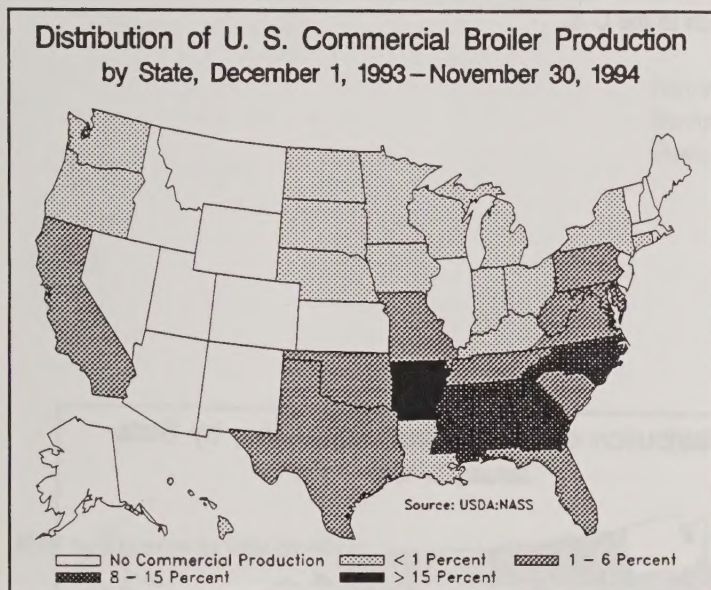 Distribution of U. S. Commercial Broiler Production
by State, December 1, 1993–November 30, 1994
Source: USDA:NASS
No Commercial Production
< 1 Percent
1 – 6 Percent
8 – 15 Percent
> 15 Percent